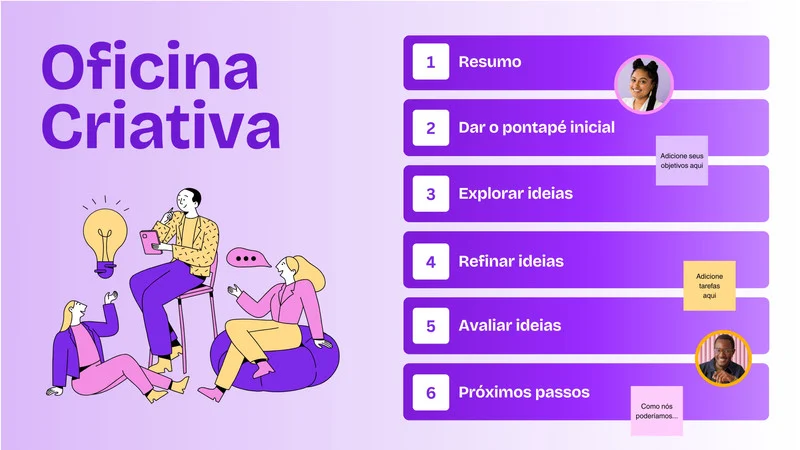 Oficina
Criativa
1
Resumo
2
Dar o pontapé inicial
Adicione seus
objetivos aqui
3
Explorar ideias
4
Refinar ideias
Adicione
tarefas
aqui
5
Avaliar ideias
6
Próximos passos
Como nós
poderíamos...